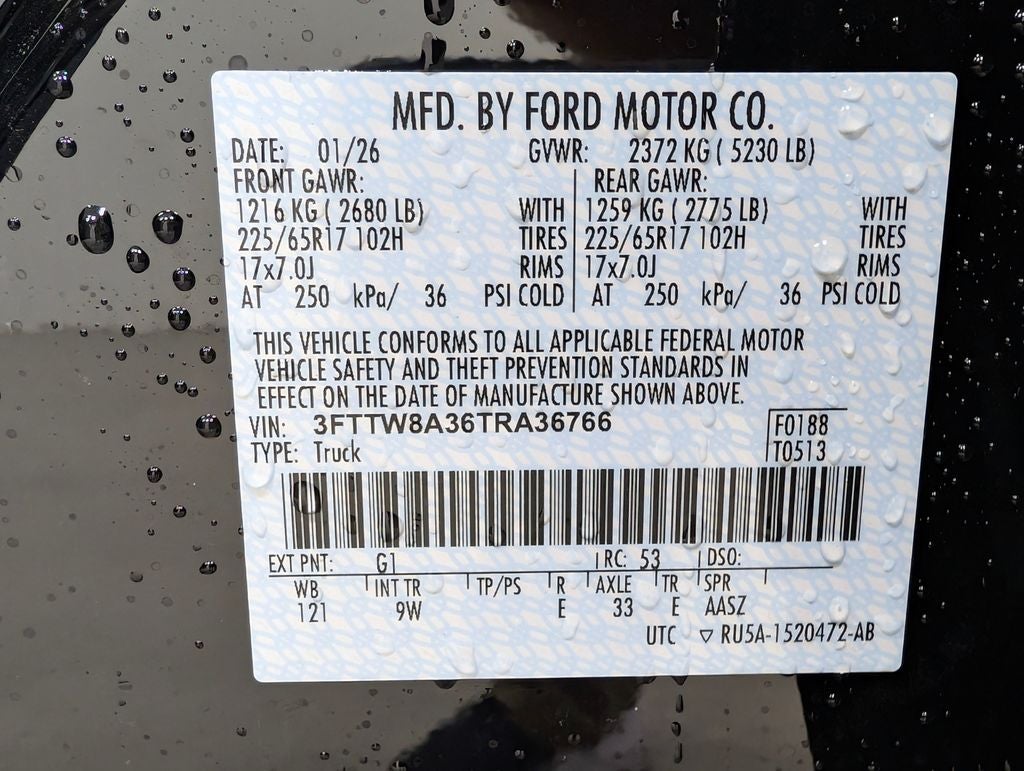 MFD. BY FORD MOTOR CO.
DATE: 01/26 GVWR: 2372 KG ( 5230 LB)
FRONT GAWR: REAR GAWR:
1216 KG ( 2680 LB) WITH 1259 KG ( 2775 LB) WITH
225/65R17 102H TIRES 225/65R17 102H TIRES
17x7.0J RIMS 17x7.0J RIMS
AT 250 kPa/ 36 PSI COLD AT 250 kPa/ 36 PSI COLD
THIS VEHICLE CONFORMS TO ALL APPLICABLE FEDERAL MOTOR
VEHICLE SAFETY AND THEFT PREVENTION STANDARDS IN
EFFECT ON THE DATE OF MANUFACTURE SHOWN ABOVE.
VIN: 3FTTW8A36TRA36766 F0188
TYPE: Truck T0513
EXT PNT: G1 RC: 53 DSO:
WB INT TR TP/PS R AXLE TR SPR
121 9W E 33 E AASZ
UTC ▽ RU5A-1520472-AB